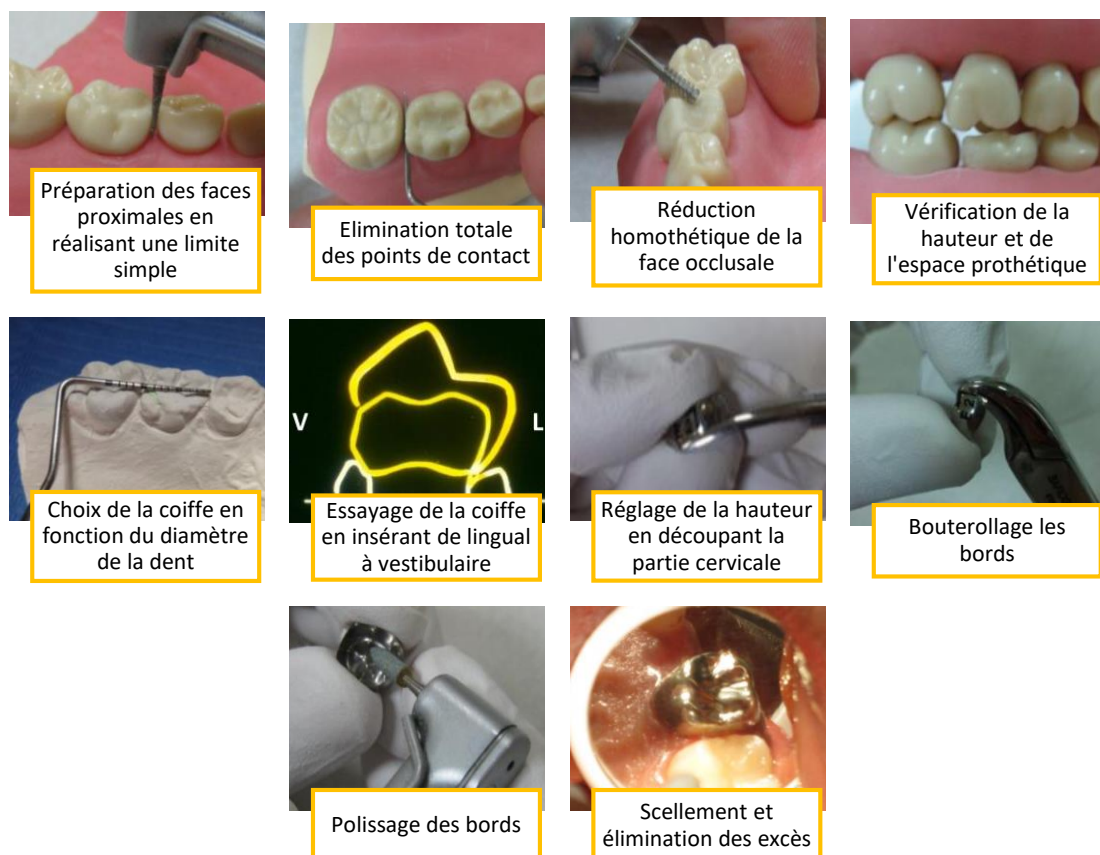 Préparation des faces
proximales en
réalisant une limite
simple
Elimination totale
des points de contact
Réduction
homothétique de la
face occlusale
Vérification de la
hauteur et de
l'espace prothétique
Choix de la coiffe en
fonction du diamètre
de la dent
V
L
Essayage de la coiffe
en insérant de lingual
à vestibulaire
Réglage de la hauteur
en découpant la
partie cervicale
Bouterollage les
bords
Polissage des bords
Scellement et
élimination des excès